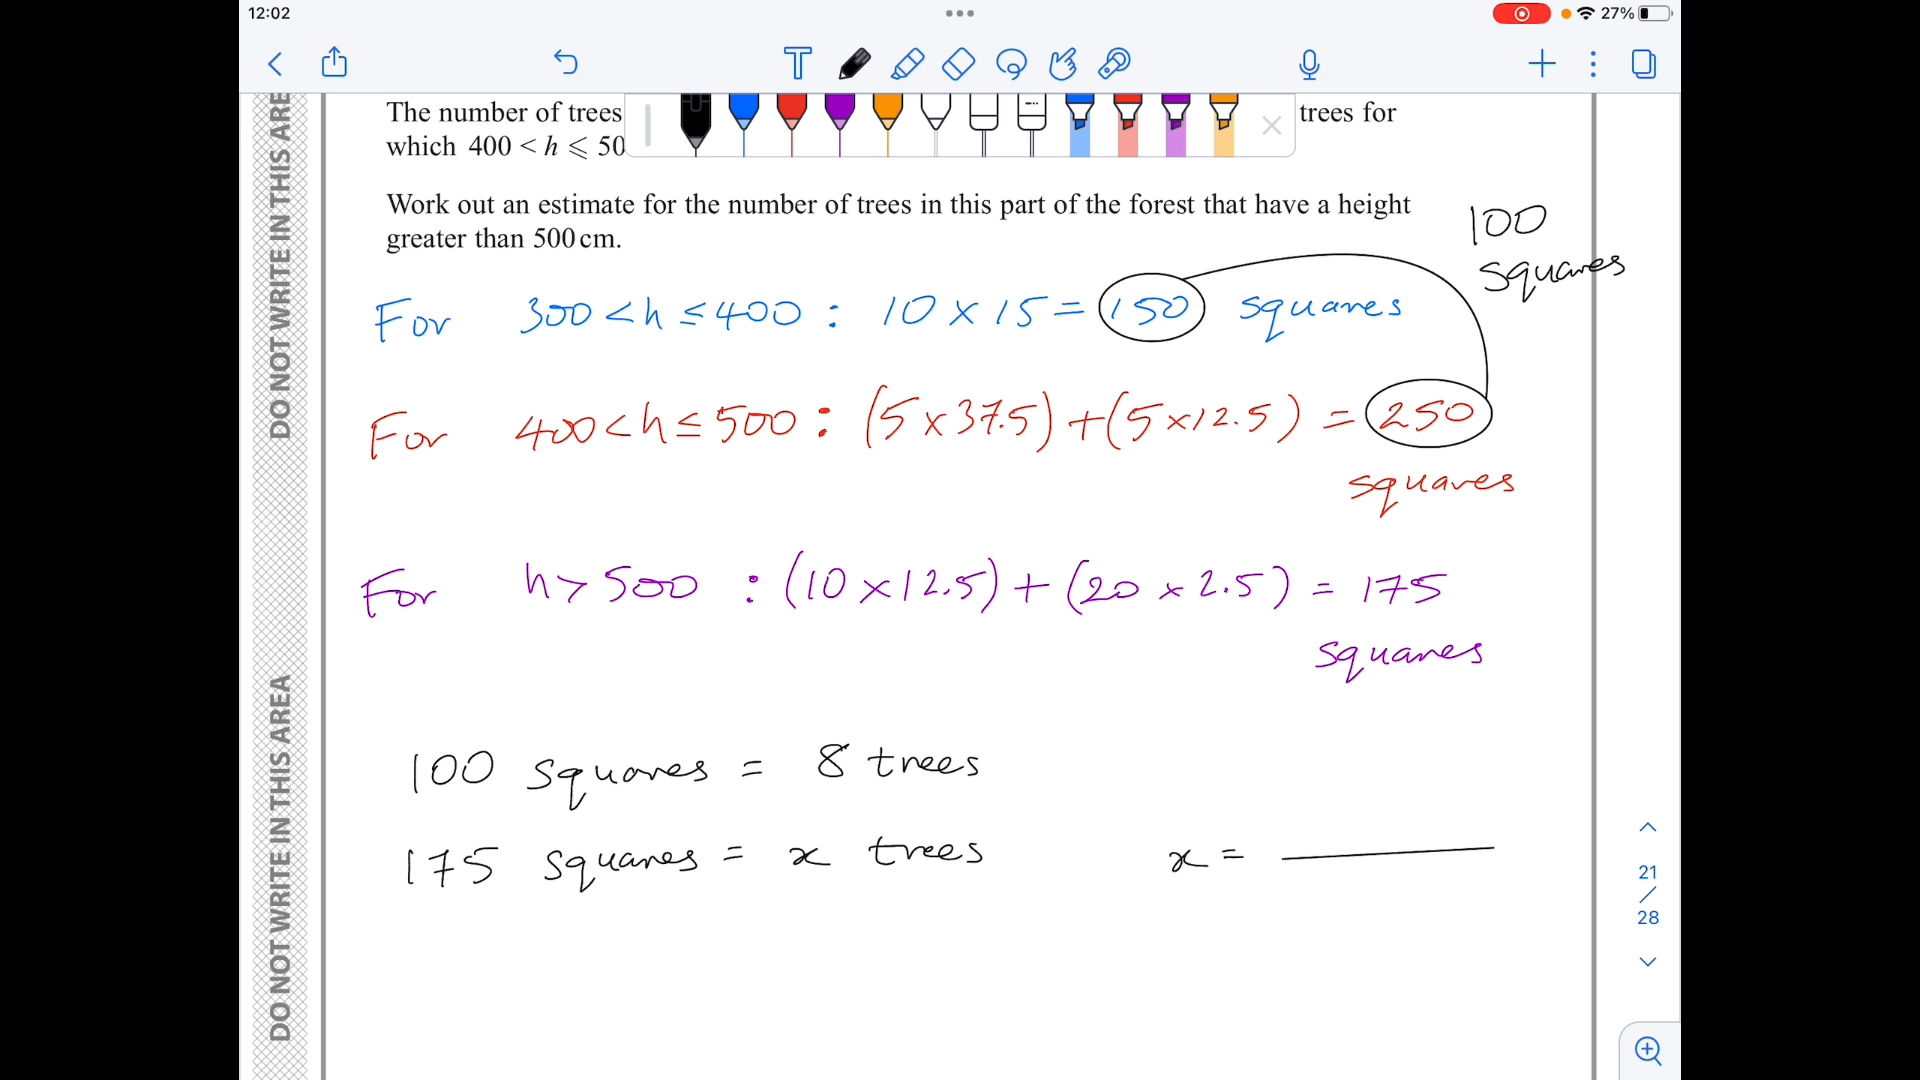 12:02
27%
The number of trees trees for
which 400 < h ⩽ 50
Work out an estimate for the number of trees in this part of the forest that have a height
greater than 500 cm.
100
squares
For 300 < h ≤ 400 : 10 × 15 = 150 squares
For 400 < h ≤ 500 : (5 × 37.5) + (5 × 12.5) = 250
squares
For h > 500 : (10 × 12.5) + (20 × 2.5) = 175
squares
100 squares = 8 trees
175 squares = x trees x =
21
/
28
DO NOT WRITE IN THIS ARE
DO NOT WRITE IN THIS AREA